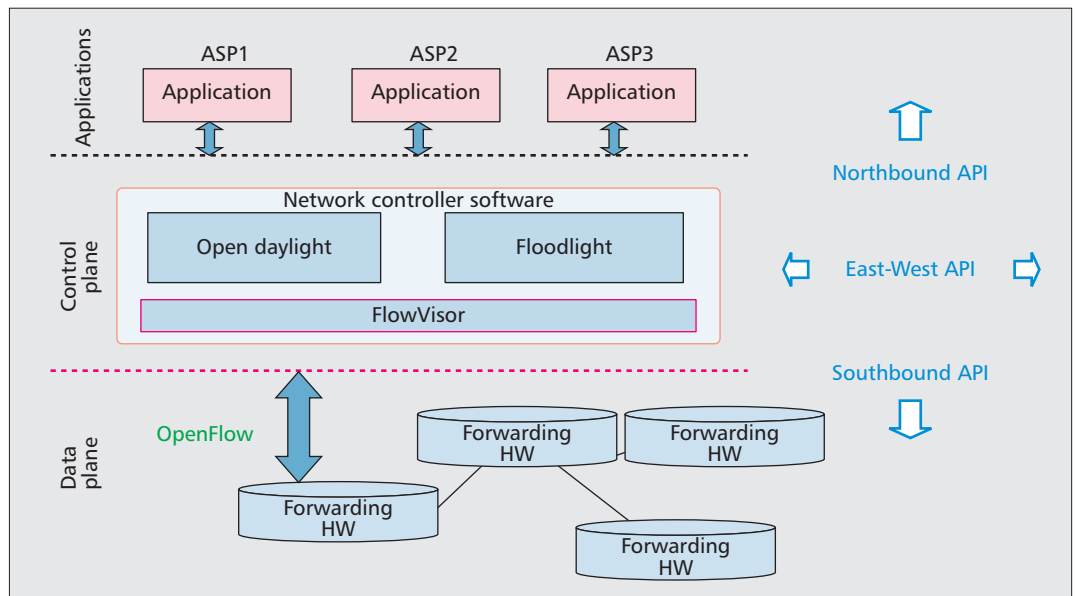 Applications
ASP1
ASP2
ASP3
Application
Application
Application
Northbound API
Control
plane
Network controller software
Open daylight
Floodlight
FlowVisor
East-West API
Southbound API
Data
plane
OpenFlow
Forwarding
HW
Forwarding
HW
Forwarding
HW
Forwarding
HW